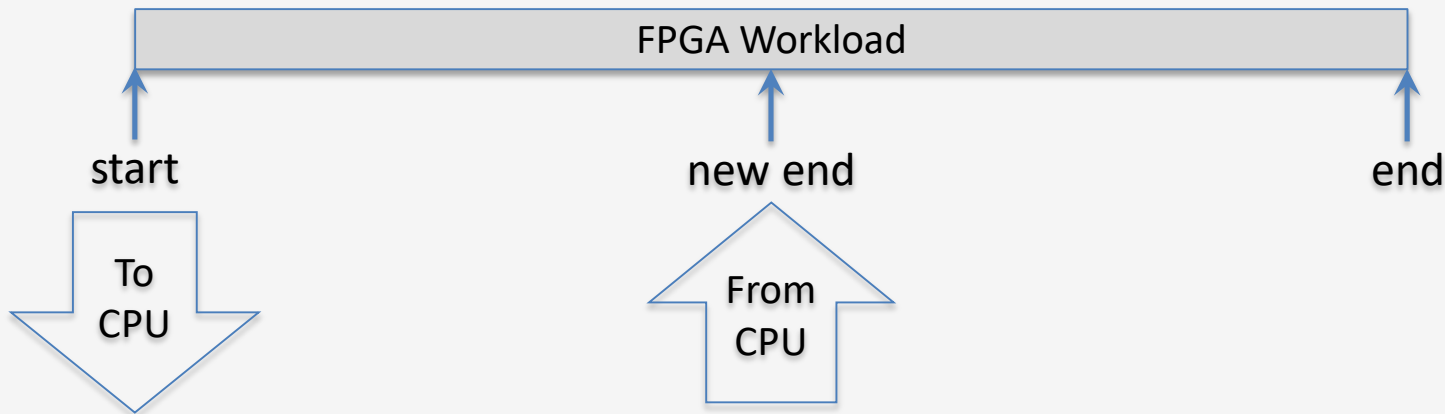 FPGA Workload
start
new end
end
To
CPU
From
CPU